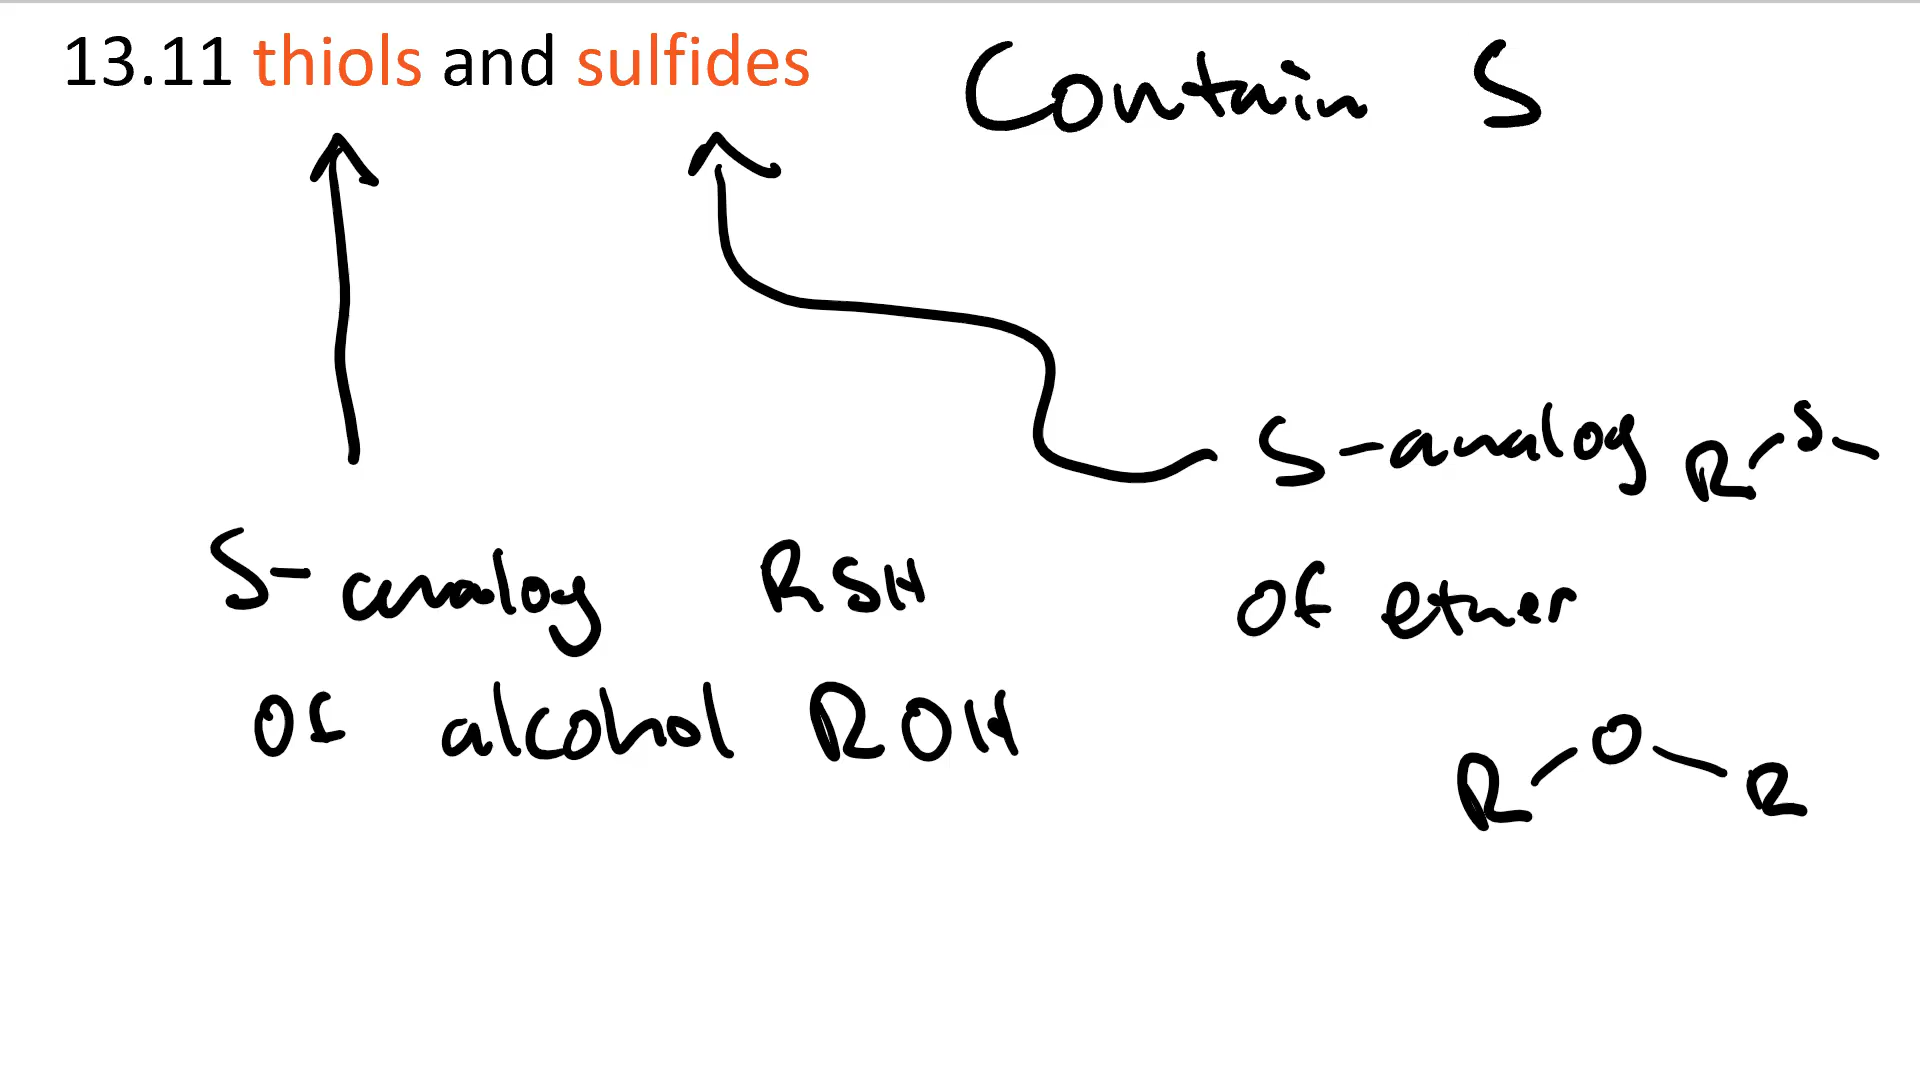 13.11 thiols and sulfides
Contain S
S-analog R-S-
of ether
R-O-R
S-analog RSH
of alcohol ROH